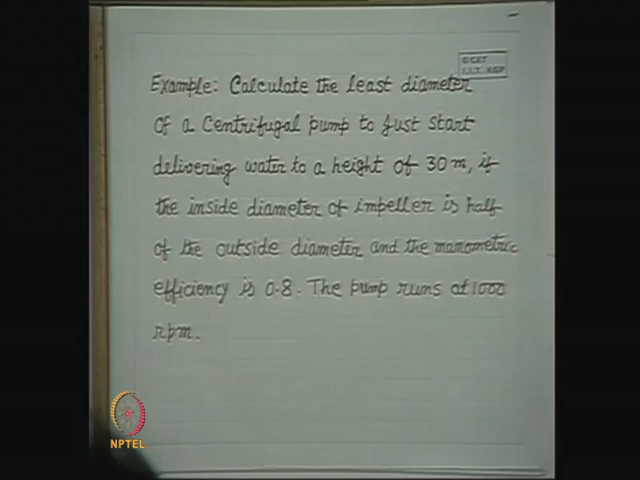 © CET
I.I.T. KGP
Example: Calculate the least diameter
of a Centrifugal pump to Just start
delivering water to a height of 30 m, if
the inside diameter of impeller is half
of the outside diameter and the manometric
efficiency is 0.8. The pump runs at 1000
rpm.
NPTEL